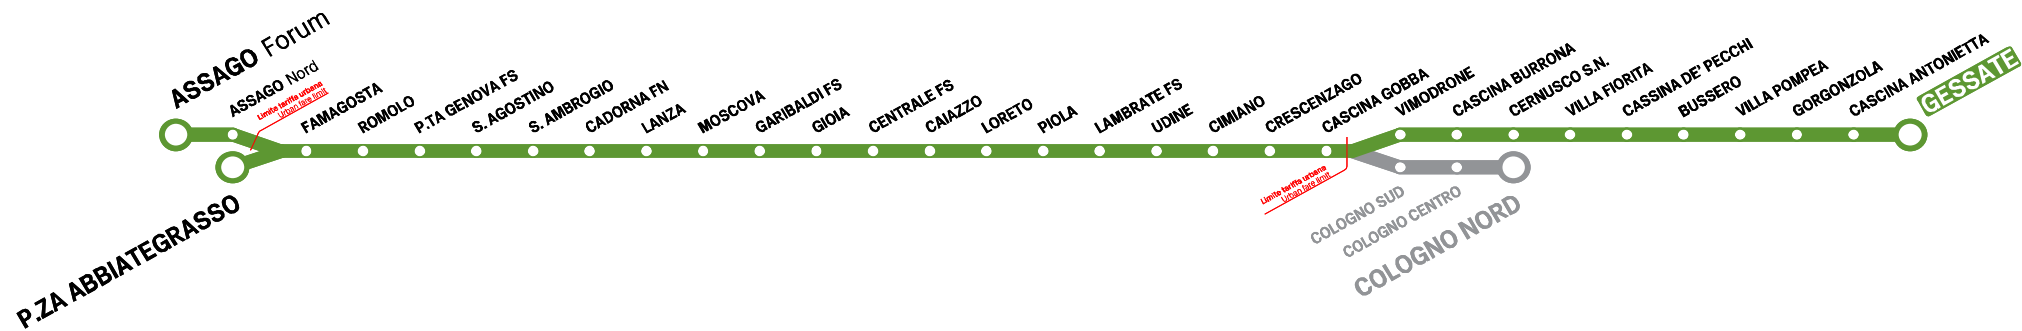 ASSAGO Forum
ASSAGO Nord
Limite tariffa urbana
Urban fare limit
P.ZA ABBIATEGRASSO
FAMAGOSTA
ROMOLO
P.TA GENOVA FS
S. AGOSTINO
S. AMBROGIO
CADORNA FN
LANZA
MOSCOVA
GARIBALDI FS
GIOIA
CENTRALE FS
CAIAZZO
LORETO
PIOLA
LAMBRATE FS
UDINE
CIMIANO
CRESCENZAGO
CASCINA GOBBA
Limite tariffa urbana
Urban fare limit
VIMODRONE
CASCINA BURRONA
CERNUSCO S.N.
VILLA FIORITA
CASSINA DE' PECCHI
BUSSERO
VILLA POMPEA
GORGONZOLA
CASCINA ANTONIETTA
GESSATE
COLOGNO SUD
COLOGNO CENTRO
COLOGNO NORD